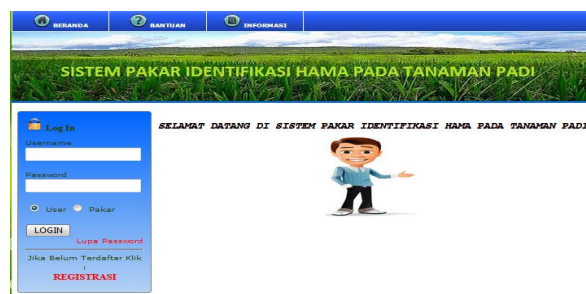 BERANDA BANTUAN INFORMASI
SISTEM PAKAR IDENTIFIKASI HAMA PADA TANAMAN PADI
Log In
SELAMAT DATANG DI SISTEM PAKAR IDENTIFIKASI HAMA PADA TANAMAN PADI
Username
Password
User Pakar
LOGIN
Lupa Password
Jika Belum Terdaftar Klik
!
REGISTRASI